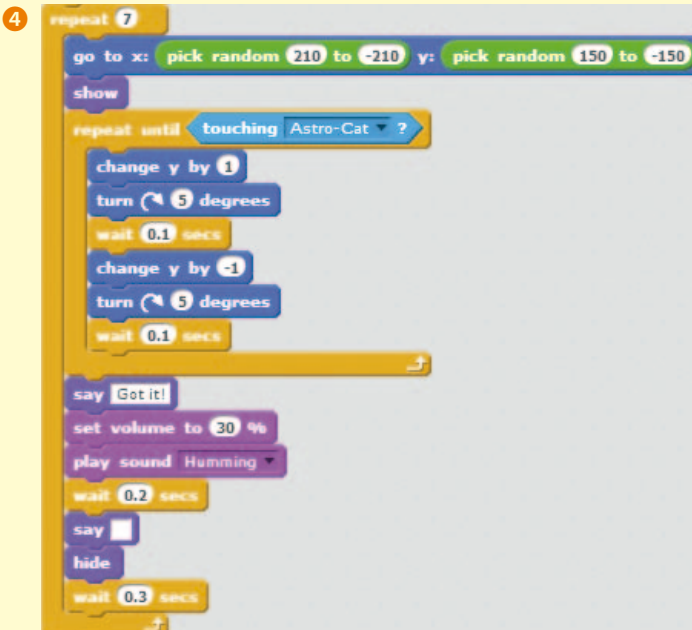 4
repeat 7
go to x: pick random 210 to -210 y: pick random 150 to -150
show
repeat until touching Astro-Cat ?
change y by 1
turn 5 degrees
wait 0.1 secs
change y by -1
turn 5 degrees
wait 0.1 secs
say Got it!
set volume to 30 %
play sound Humming
wait 0.2 secs
say
hide
wait 0.3 secs